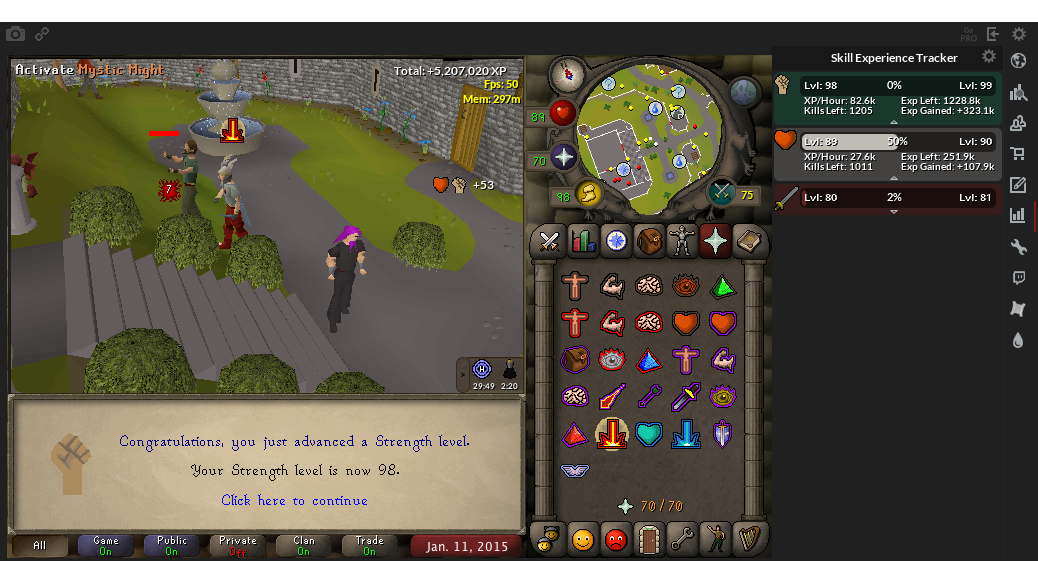 Go
PRO
Activate Mystic Might
Total: +5,207,020 XP
Fps: 50
Mem: 297m
+53
7
29:49 2:20
Congratulations, you just advanced a Strength level.
Your Strength level is now 98.
Click here to continue
All
Game
On
Public
On
Private
Off
Clan
On
Trade
On
Jan. 11, 2015
70
98
75
70 / 70
Skill Experience Tracker
Lvl: 98 0% Lvl: 99
XP/Hour: 82.6k Exp Left: 1228.8k
Kills Left: 1205 Exp Gained: +323.1k
Lvl: 89 50% Lvl: 90
XP/Hour: 27.6k Exp Left: 251.9k
Kills Left: 1011 Exp Gained: +107.9k
Lvl: 80 2% Lvl: 81